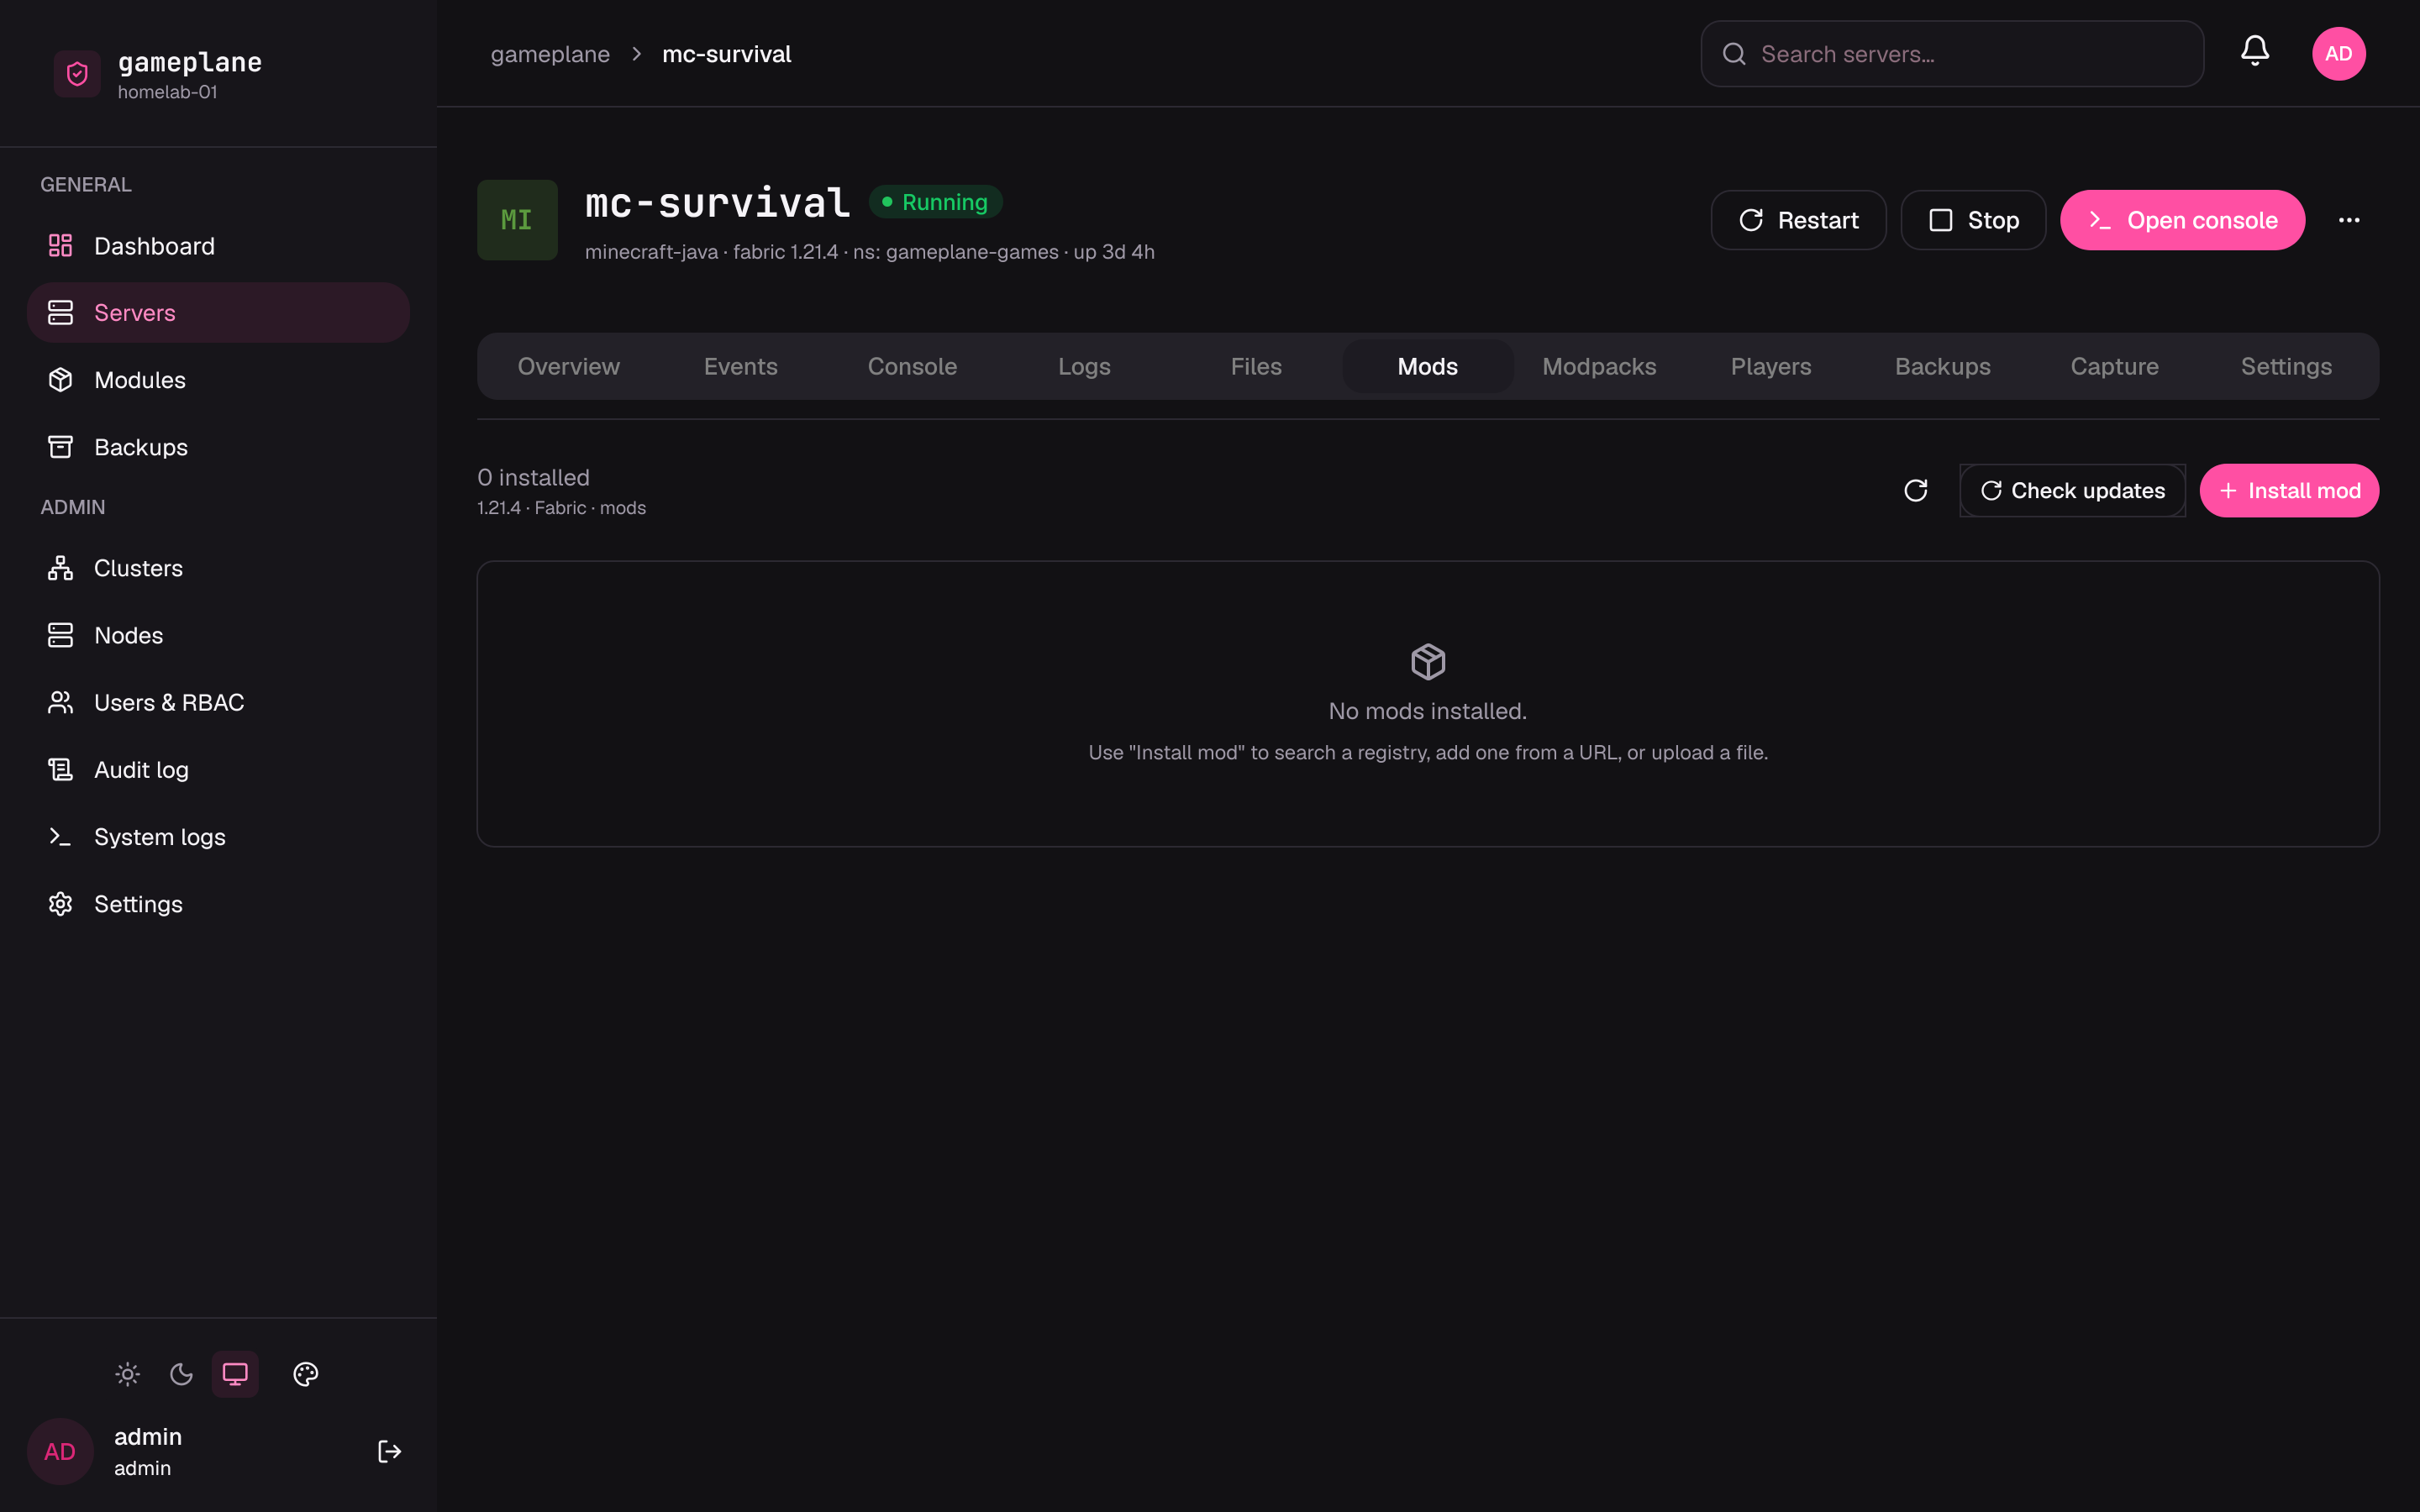 gameplane
homelab-01
GENERAL
Dashboard
Servers
Modules
Backups
ADMIN
Clusters
Nodes
Users & RBAC
Audit log
System logs
Settings
AD
admin
admin
gameplane > mc-survival
Search servers...
AD
MI
mc-survival
Running
minecraft-java · fabric 1.21.4 · ns: gameplane-games · up 3d 4h
Restart
Stop
Open console
Overview
Events
Console
Logs
Files
Mods
Modpacks
Players
Backups
Capture
Settings
0 installed
1.21.4 · Fabric · mods
Check updates
Install mod
No mods installed.
Use "Install mod" to search a registry, add one from a URL, or upload a file.